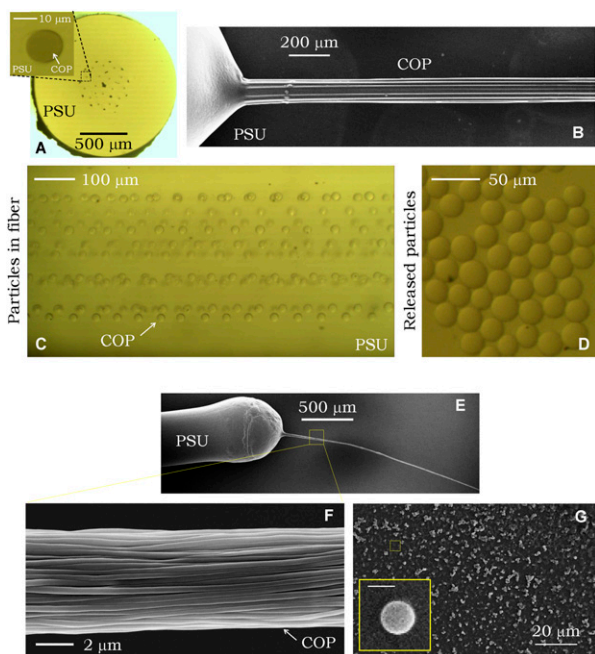 10 μm
PSU
COP
PSU
500 μm
A
200 μm
COP
PSU
B
Particles in fiber
100 μm
COP
C
PSU
Released particles
50 μm
D
500 μm
E
PSU
F
2 μm
COP
G
20 μm